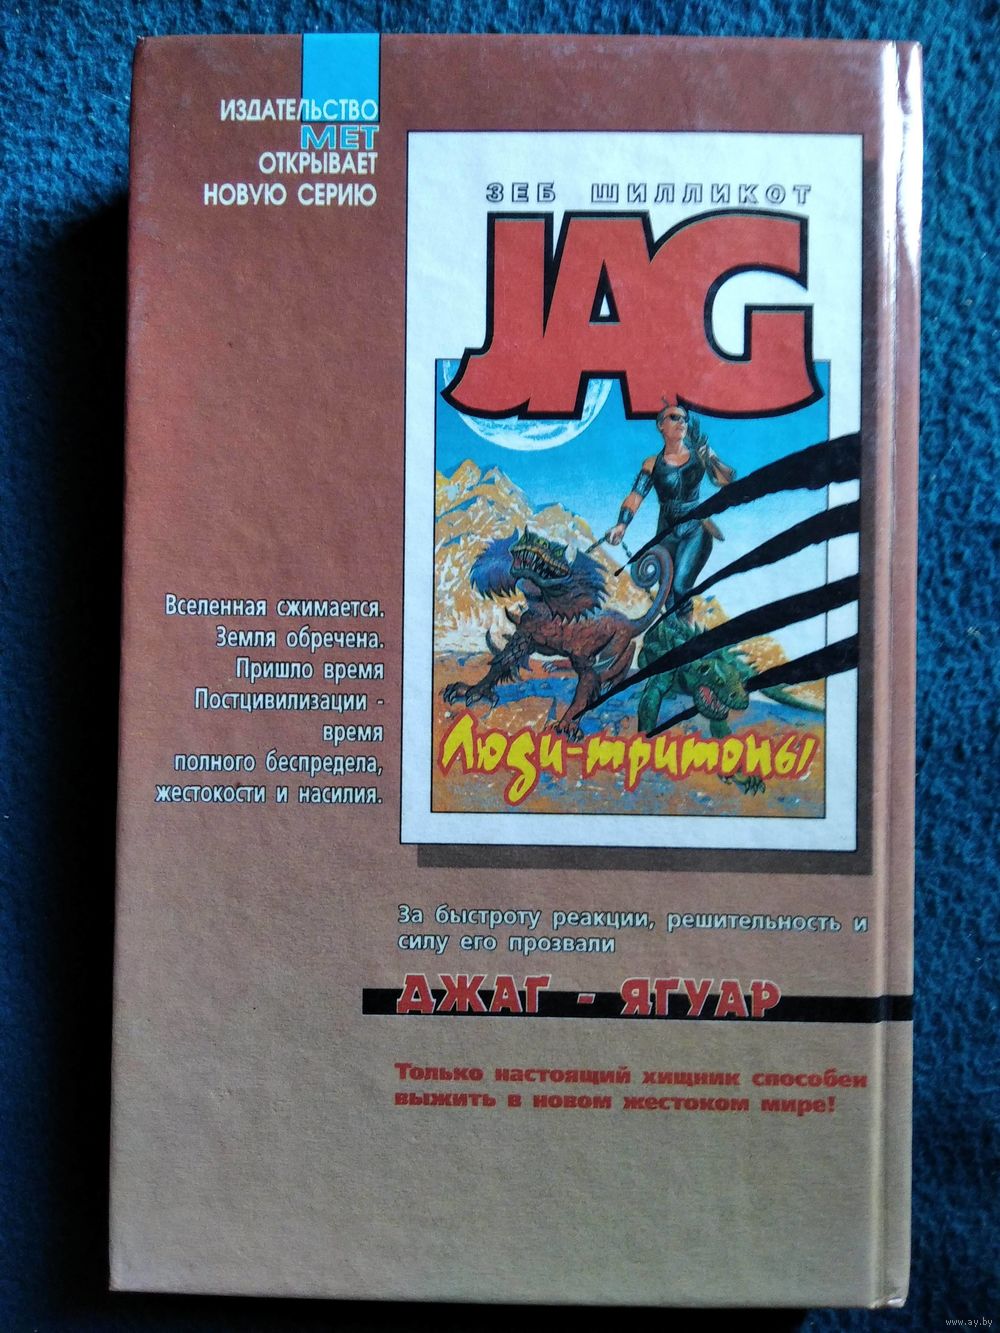 ИЗДАТЕЛЬСТВО
МЕТ
ОТКРЫВАЕТ
НОВУЮ СЕРИЮ
ЗЕБ ШИЛЛИКОТ
JAG
Люди-тритоны
Вселенная сжимается.
Земля обречена.
Пришло время
Постцивилизации -
время
полного беспредела,
жестокости и насилия.
За быстроту реакции, решительность и
силу его прозвали
ДЖАГ - ЯГУАР
Только настоящий хищник способен
выжить в новом жестоком мире!
www.ay.by